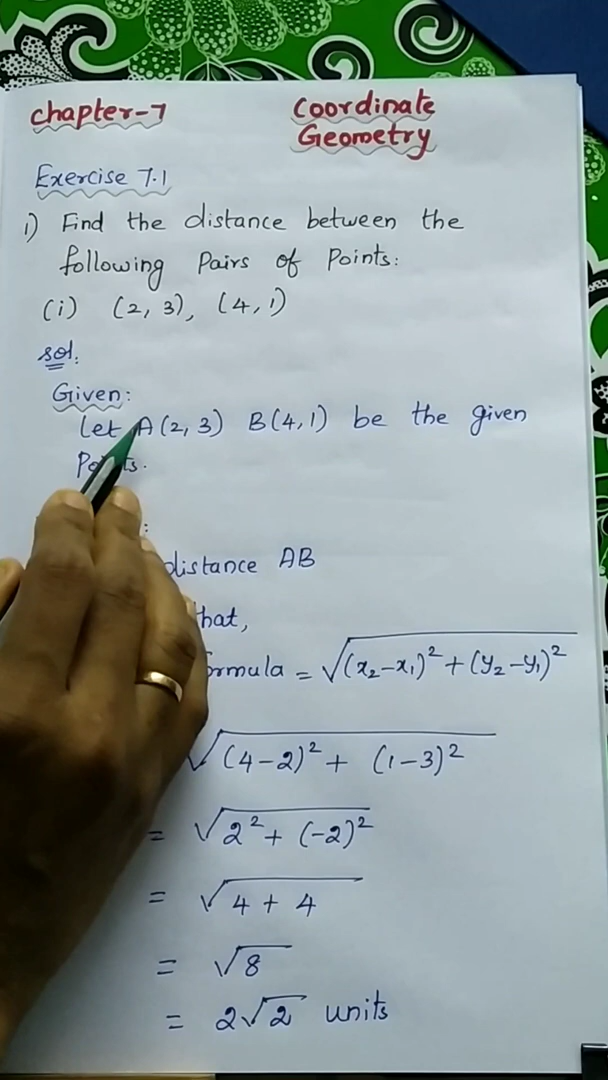 Chapter-7 Coordinate
Geometry
Exercise 7.1
1) Find the distance between the
following Pairs of Points:
(i) (2, 3), (4, 1)
sol.
Given:
Let A(2, 3) B(4, 1) be the given
:
distance AB
that,
= √(x₂-x₁)² + (y₂-y₁)²
√(4-2)² + (1-3)²
= √2² + (-2)²
= √4 + 4
= √8
= 2√2 units